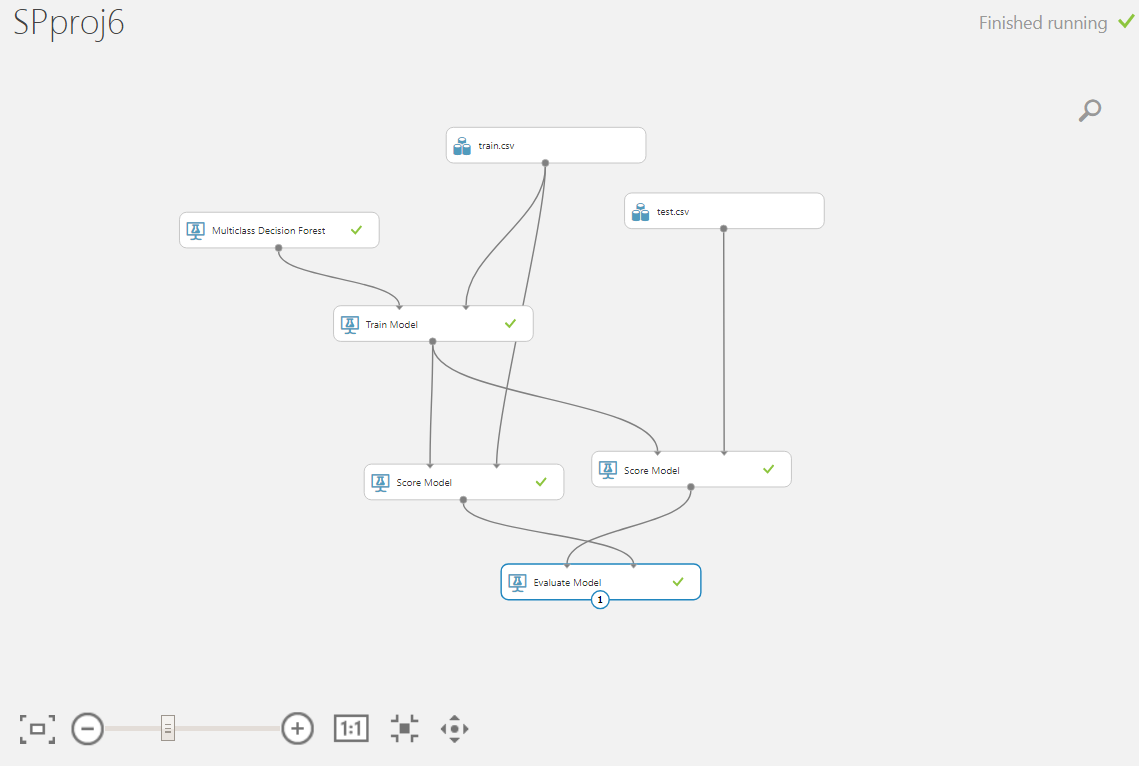 SPproj6
Finished running
train.csv
test.csv
Multiclass Decision Forest
Train Model
Score Model
Score Model
Evaluate Model
1
1:1